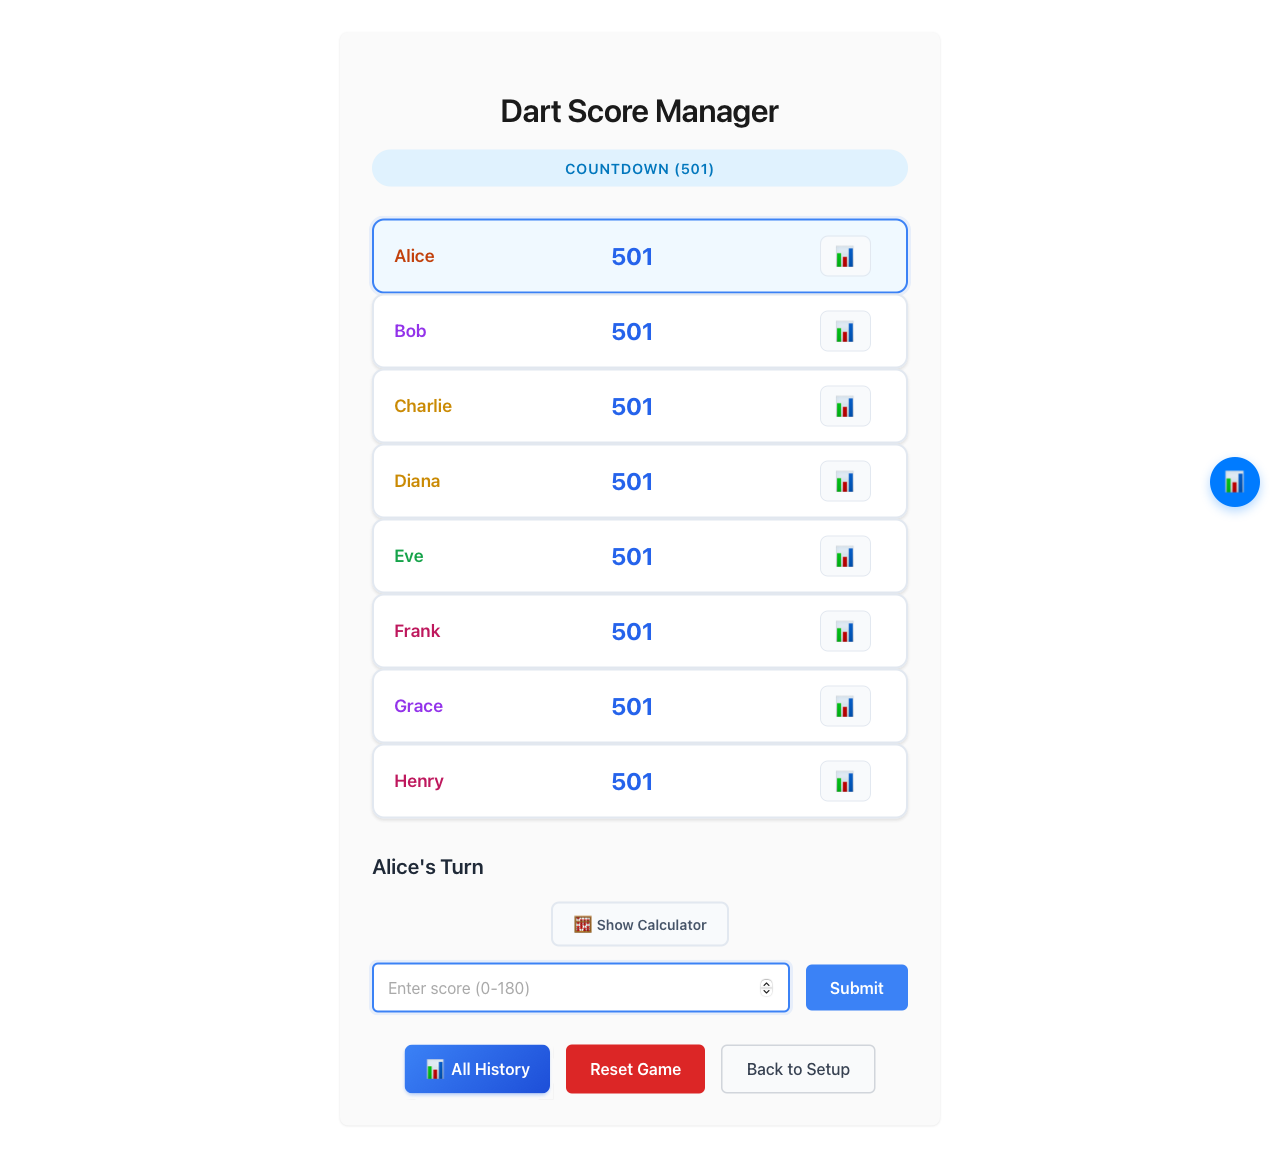 Dart Score Manager
COUNTDOWN (501)
Alice 501
Bob 501
Charlie 501
Diana 501
Eve 501
Frank 501
Grace 501
Henry 501
Alice's Turn
Show Calculator
Enter score (0-180) Submit
All History Reset Game Back to Setup